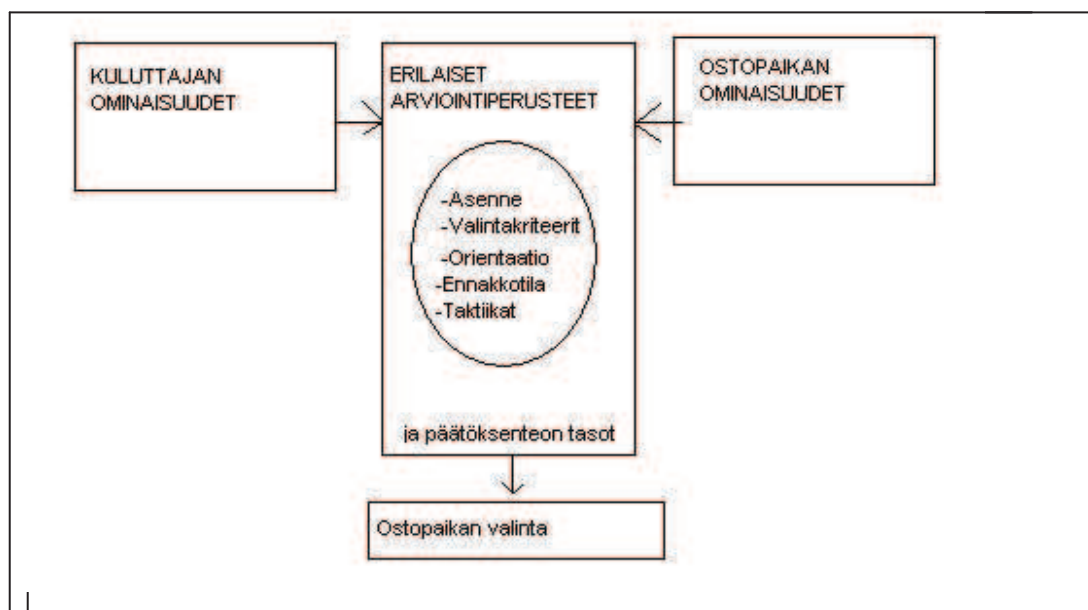 KULUTTAJAN
OMINAISUUDET
ERILAISET
ARVIOINTIPERUSTEET
-Asenne
-Valintakriteerit
-Orientaatio
-Ennakkotila
-Taktiikat
ja päätöksenteon tasot
OSTOPAIKAN
OMINAISUUDET
Ostopaikan valinta